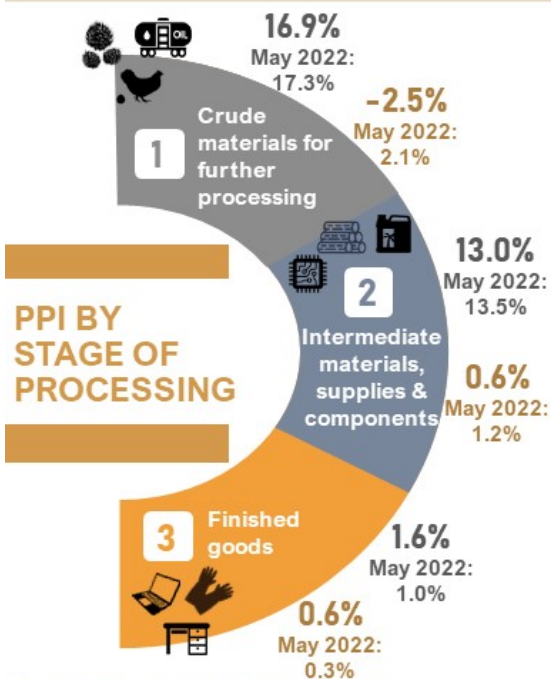 16.9%
May 2022:
17.3%
-2.5%
May 2022:
2.1%
OIL
1
Crude
materials for
further
processing
2
Intermediate
materials,
supplies &
components
13.0%
May 2022:
13.5%
0.6%
May 2022:
1.2%
PPI BY
STAGE OF
PROCESSING
3
Finished
goods
1.6%
May 2022:
1.0%
0.6%
May 2022:
0.3%